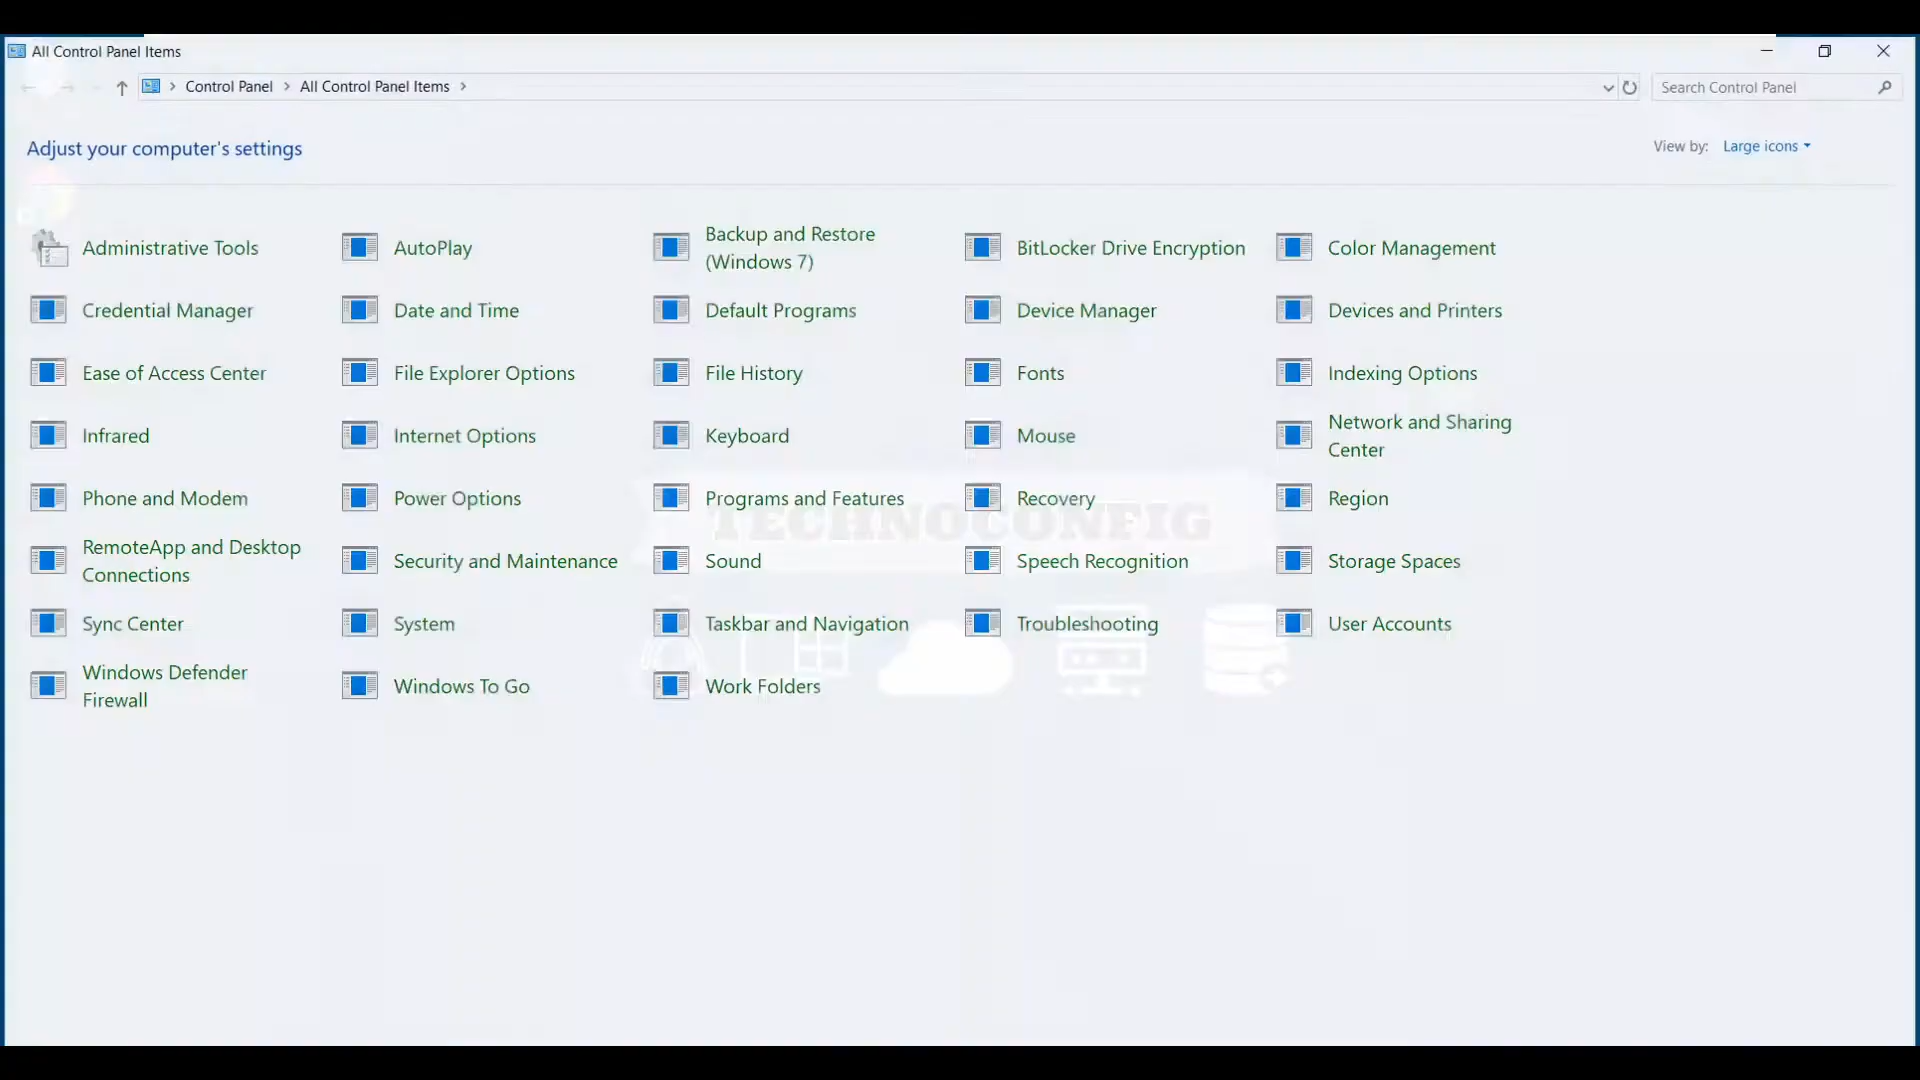 All Control Panel Items
Control Panel > All Control Panel Items >
Search Control Panel
Adjust your computer's settings
View by: Large icons
Administrative Tools
AutoPlay
Backup and Restore
(Windows 7)
BitLocker Drive Encryption
Color Management
Credential Manager
Date and Time
Default Programs
Device Manager
Devices and Printers
Ease of Access Center
File Explorer Options
File History
Fonts
Indexing Options
Infrared
Internet Options
Keyboard
Mouse
Network and Sharing
Center
Phone and Modem
Power Options
Programs and Features
Recovery
Region
TECHNOCONFIG
RemoteApp and Desktop
Connections
Security and Maintenance
Sound
Speech Recognition
Storage Spaces
Sync Center
System
Taskbar and Navigation
Troubleshooting
User Accounts
Windows Defender
Firewall
Windows To Go
Work Folders